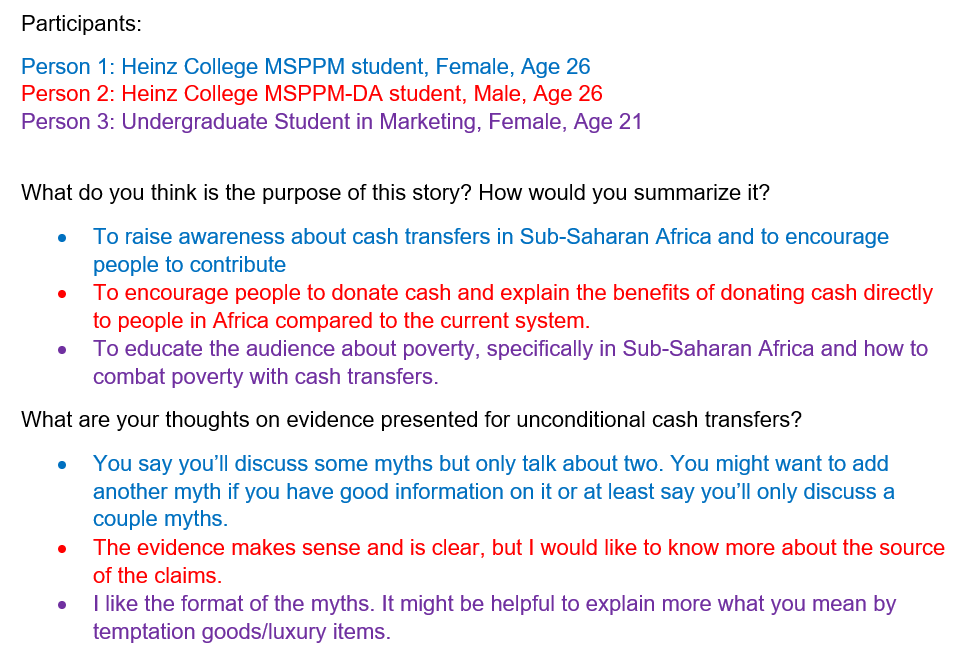 Participants:
Person 1: Heinz College MSPPM student, Female, Age 26
Person 2: Heinz College MSPPM-DA student, Male, Age 26
Person 3: Undergraduate Student in Marketing, Female, Age 21
What do you think is the purpose of this story? How would you summarize it?
• To raise awareness about cash transfers in Sub-Saharan Africa and to encourage
people to contribute
• To encourage people to donate cash and explain the benefits of donating cash directly
to people in Africa compared to the current system.
• To educate the audience about poverty, specifically in Sub-Saharan Africa and how to
combat poverty with cash transfers.
What are your thoughts on evidence presented for unconditional cash transfers?
• You say you’ll discuss some myths but only talk about two. You might want to add
another myth if you have good information on it or at least say you’ll only discuss a
couple myths.
• The evidence makes sense and is clear, but I would like to know more about the source
of the claims.
• I like the format of the myths. It might be helpful to explain more what you mean by
temptation goods/luxury items.